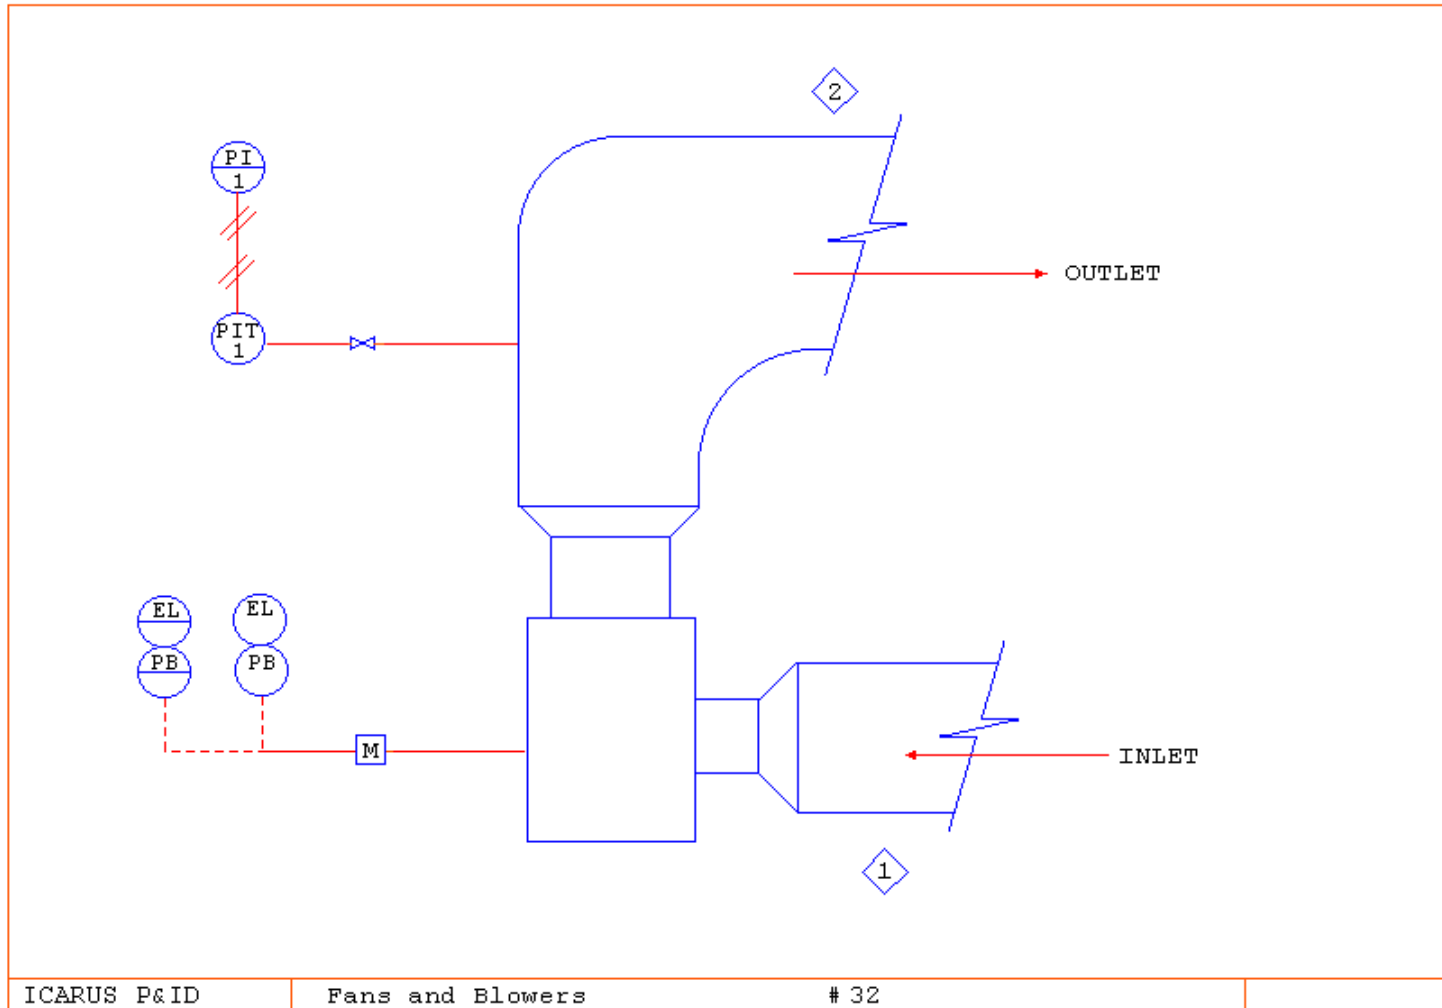 2
PI
1
OUTLET
PIT
1
EL
EL
PB
PB
M
INLET
1
ICARUS P&ID
Fans and Blowers
# 32